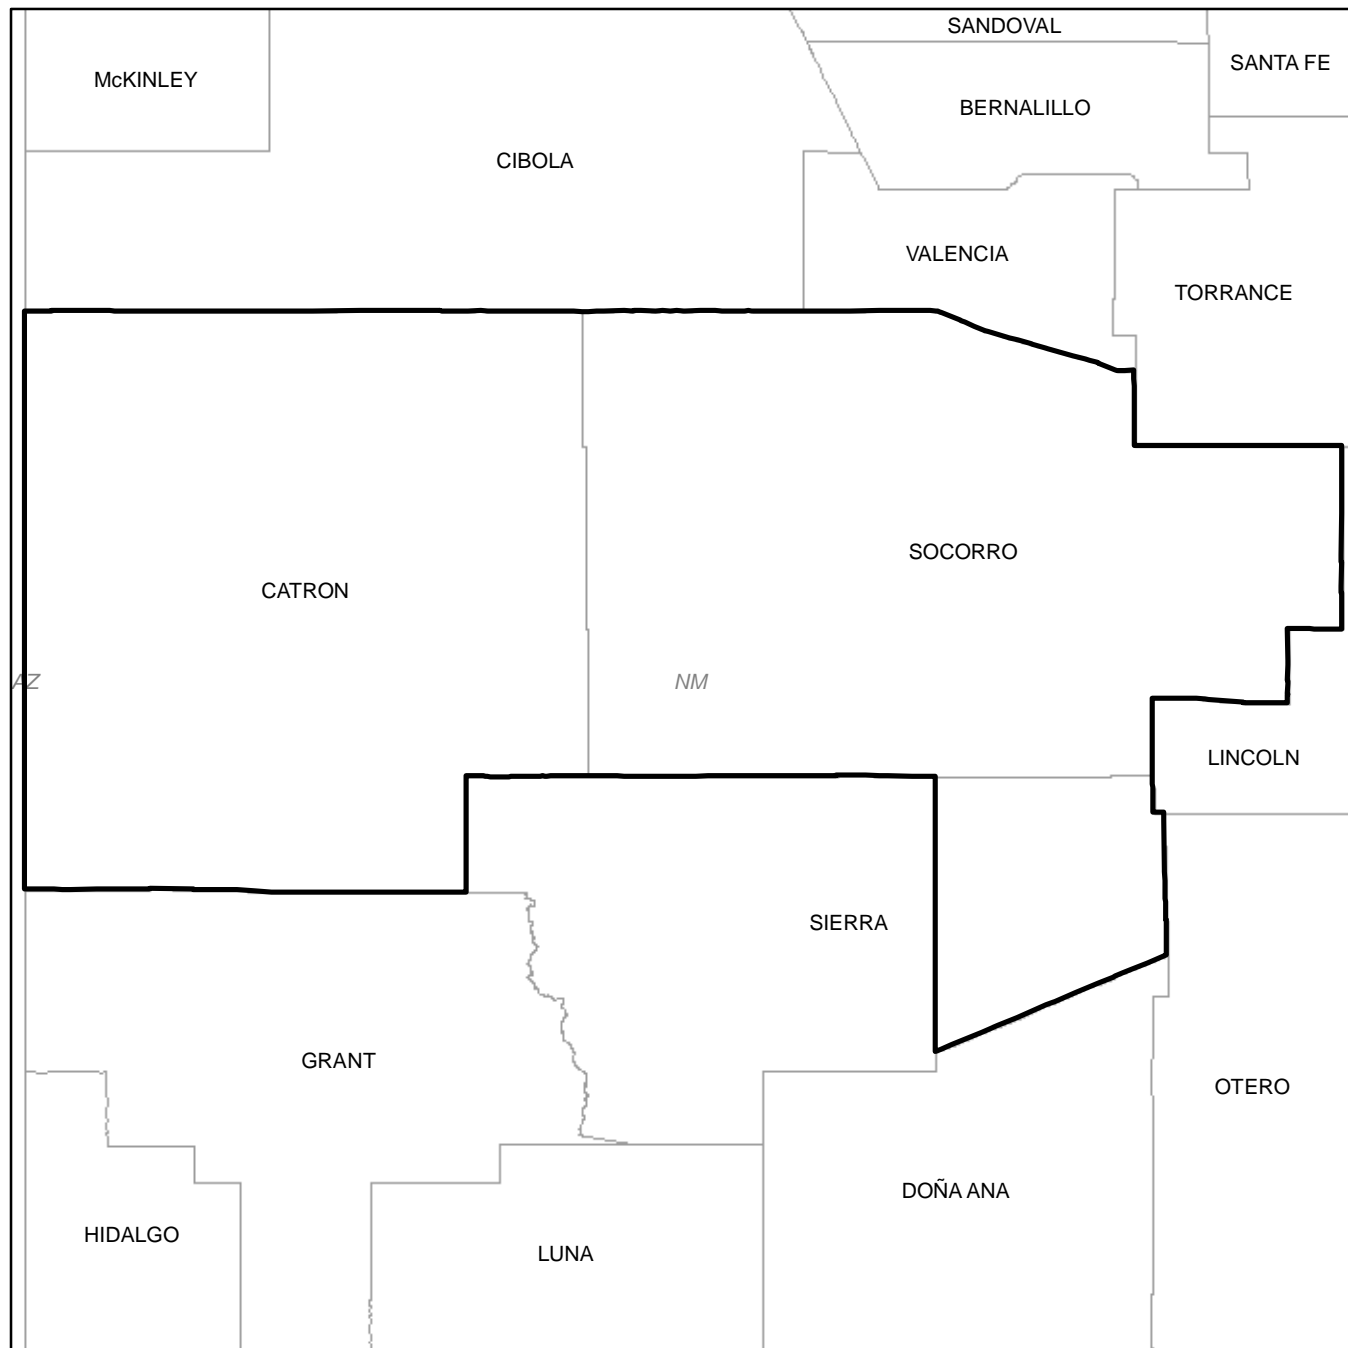 SANDOVAL
SANTA FE
McKINLEY
BERNALILLO
CIBOLA
VALENCIA
TORRANCE
SOCORRO
CATRON
AZ
NM
LINCOLN
SIERRA
GRANT
OTERO
DOÑA ANA
HIDALGO
LUNA